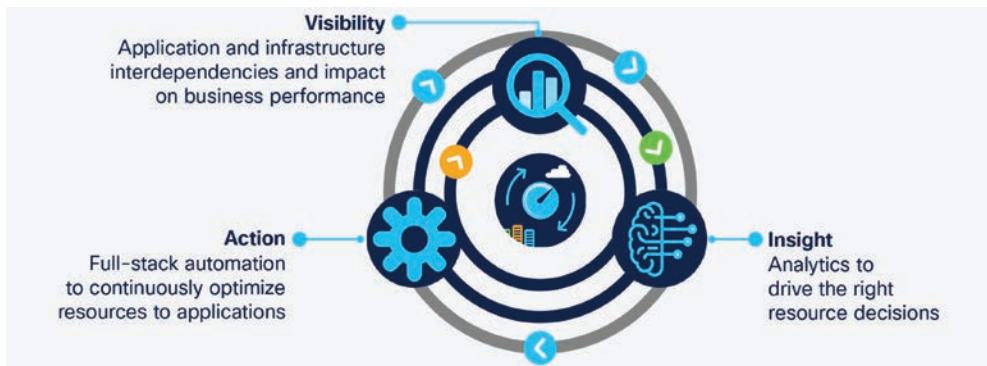 Visibility
Application and infrastructure
interdependencies and impact
on business performance
Action
Full-stack automation
to continuously optimize
resources to applications
Insight
Analytics to
drive the right
resource decisions